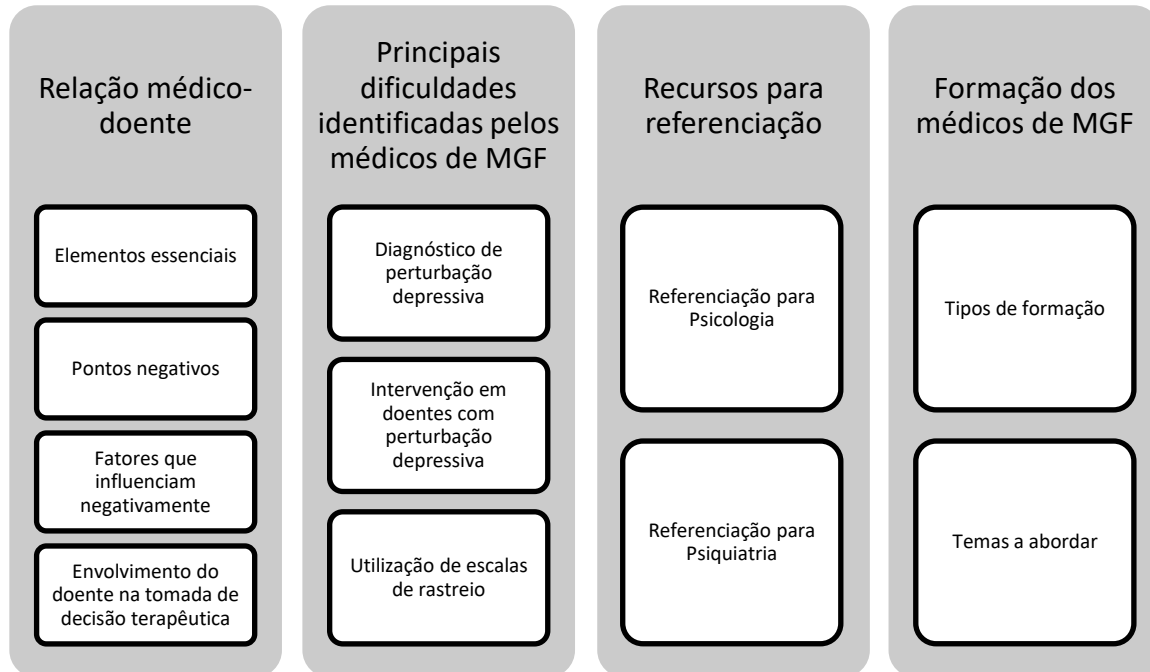 Relação médico-
doente
Elementos essenciais
Pontos negativos
Fatores que
influenciam
negativamente
Envolvimento do
doente na tomada de
decisão terapêutica
Principais
dificuldades
identificadas pelos
médicos de MGF
Diagnóstico de
perturbação
depressiva
Intervenção em
doentes com
perturbação
depressiva
Utilização de escalas
de rastreio
Recursos para
referenciação
Referenciação para
Psicologia
Referenciação para
Psiquiatria
Formação dos
médicos de MGF
Tipos de formação
Temas a abordar